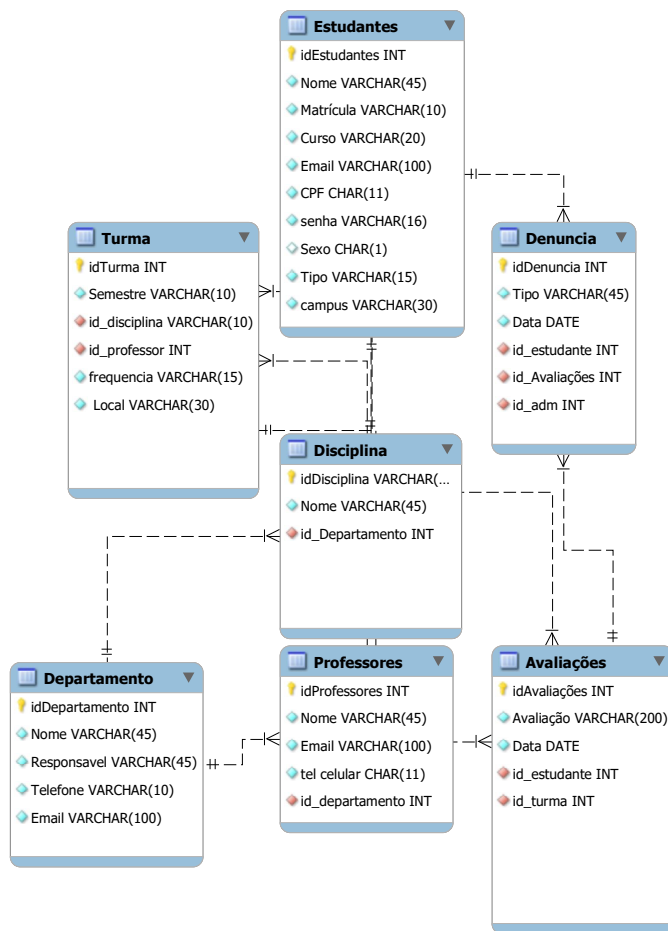 Estudantes
idEstudantes INT
Nome VARCHAR(45)
Matrícula VARCHAR(10)
Curso VARCHAR(20)
Email VARCHAR(100)
CPF CHAR(11)
senha VARCHAR(16)
Sexo CHAR(1)
Tipo VARCHAR(15)
campus VARCHAR(30)
Turma
idTurma INT
Semestre VARCHAR(10)
id_disciplina VARCHAR(10)
id_professor INT
frequencia VARCHAR(15)
Local VARCHAR(30)
Denuncia
idDenuncia INT
Tipo VARCHAR(45)
Data DATE
id_estudante INT
id_Avaliações INT
id_adm INT
Disciplina
idDisciplina VARCHAR(...
Nome VARCHAR(45)
id_Departamento INT
Departamento
idDepartamento INT
Nome VARCHAR(45)
Responsavel VARCHAR(45)
Telefone VARCHAR(10)
Email VARCHAR(100)
Professores
idProfessores INT
Nome VARCHAR(45)
Email VARCHAR(100)
tel celular CHAR(11)
id_departamento INT
Avaliações
idAvaliações INT
Avaliação VARCHAR(200)
Data DATE
id_estudante INT
id_turma INT